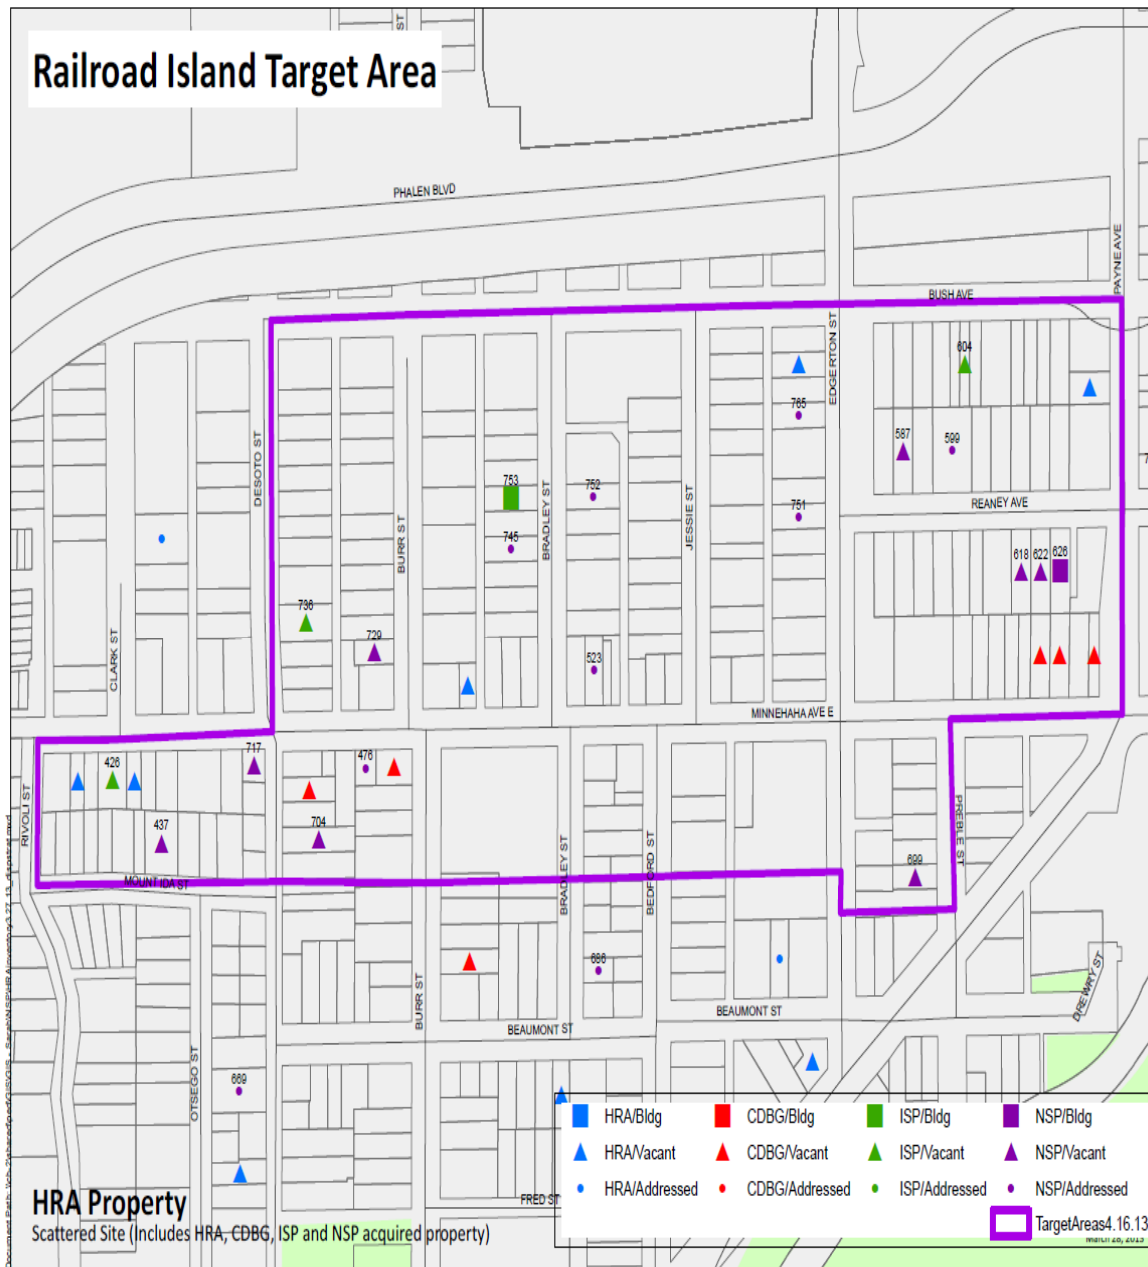 Railroad Island Target Area
ST
PHALEN BLVD
PAYNE AVE
BUSH AVE
EDGERTON ST
604
765
587
599
DESOTO ST
753
752
BRADLEY ST
REANEY AVE
JESSIE ST
751
BURR ST
745
618
622
626
736
729
523
CLARK ST
MINNEHAHA AVE E
717
476
426
RIVOLI ST
437
704
PREBLE ST
699
MOUNT IDA ST
BRADLEY ST
BEDFORD ST
686
DREWRY ST
BURR ST
BEAUMONT ST
BEAUMONT ST
OTSEGO ST
669
HRA/Bldg
CDBG/Bldg
ISP/Bldg
NSP/Bldg
HRA/Vacant
CDBG/Vacant
ISP/Vacant
NSP/Vacant
HRA/Addressed
CDBG/Addressed
ISP/Addressed
NSP/Addressed
FRED ST
TargetAreas4.16.13
March 28, 2013
HRA Property
Scattered Site (Includes HRA, CDBG, ISP and NSP acquired property)